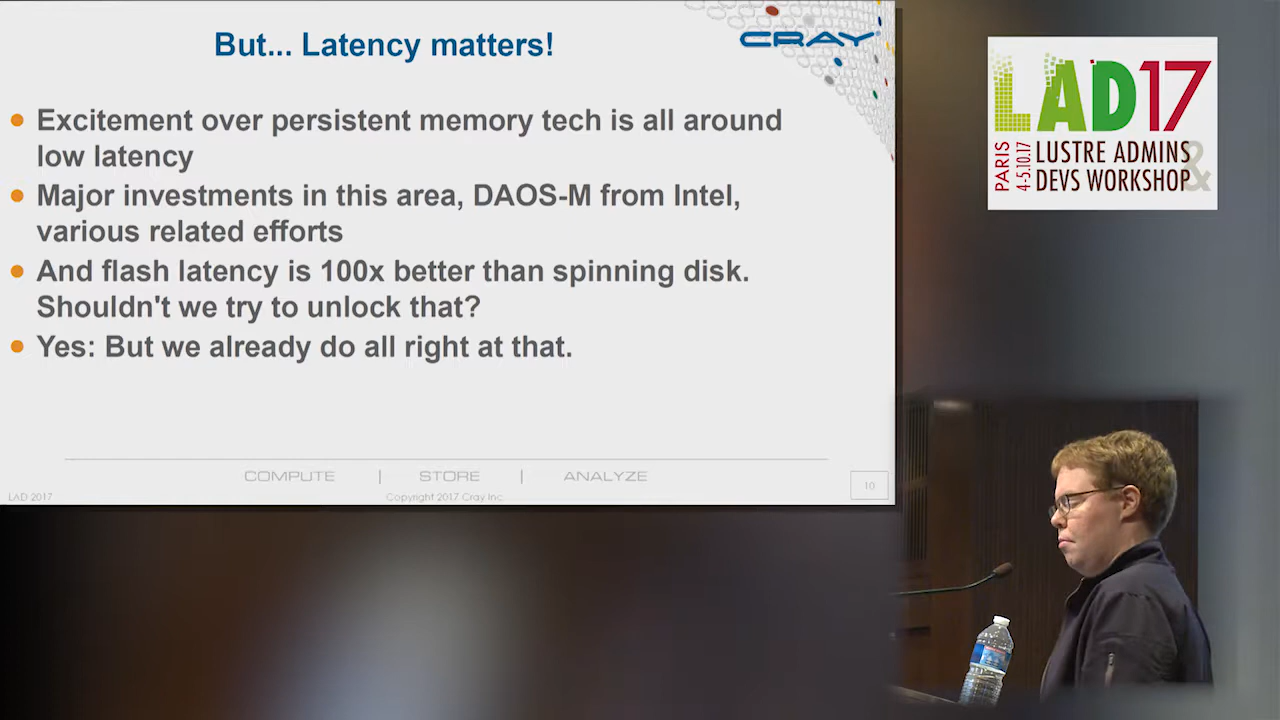 But... Latency matters!
CRAY
Excitement over persistent memory tech is all around
low latency
Major investments in this area, DAOS-M from Intel,
various related efforts
And flash latency is 100x better than spinning disk.
Shouldn't we try to unlock that?
Yes: But we already do all right at that.
COMPUTE | STORE | ANALYZE
LAD 2017
Copyright 2017 Cray Inc
10
LAD17
PARIS
4-5.10.17
LUSTRE ADMINS
&
DEVS WORKSHOP